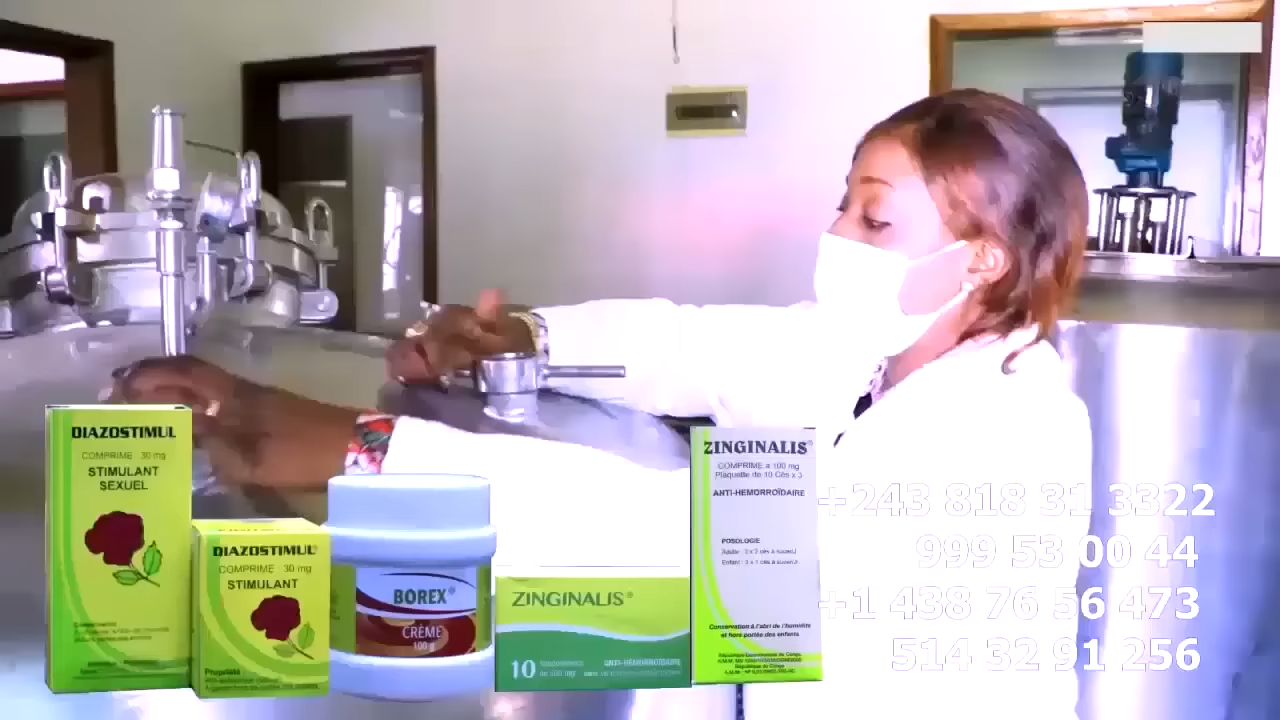 DIAZOSTIMUL
COMPRIME 30 mg
STIMULANT
SEXUEL
DIAZOSTIMUL®
COMPRIME 30 mg
STIMULANT
Propriété
BOREX®
CRÈME
100 g
ZINGINALIS®
10
ANTI-HEMORROÏDAIRE
ZINGINALIS®
COMPRIME a 100 mg
Plaquette de 10 Cés x 3
ANTI-HEMORROÏDAIRE
POSOLOGIE
Conservation à l'abri de l'humidité
et hors portée des enfants
+243 818 31 3322
999 53 00 44
+1 438 76 56 473
514 32 91 256